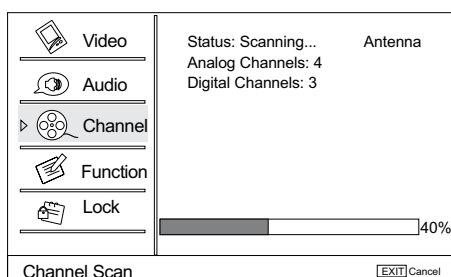 Video
Audio
Channel
Function
Lock
Status: Scanning... Antenna
Analog Channels: 4
Digital Channels: 3
40%
Channel Scan
EXIT Cancel